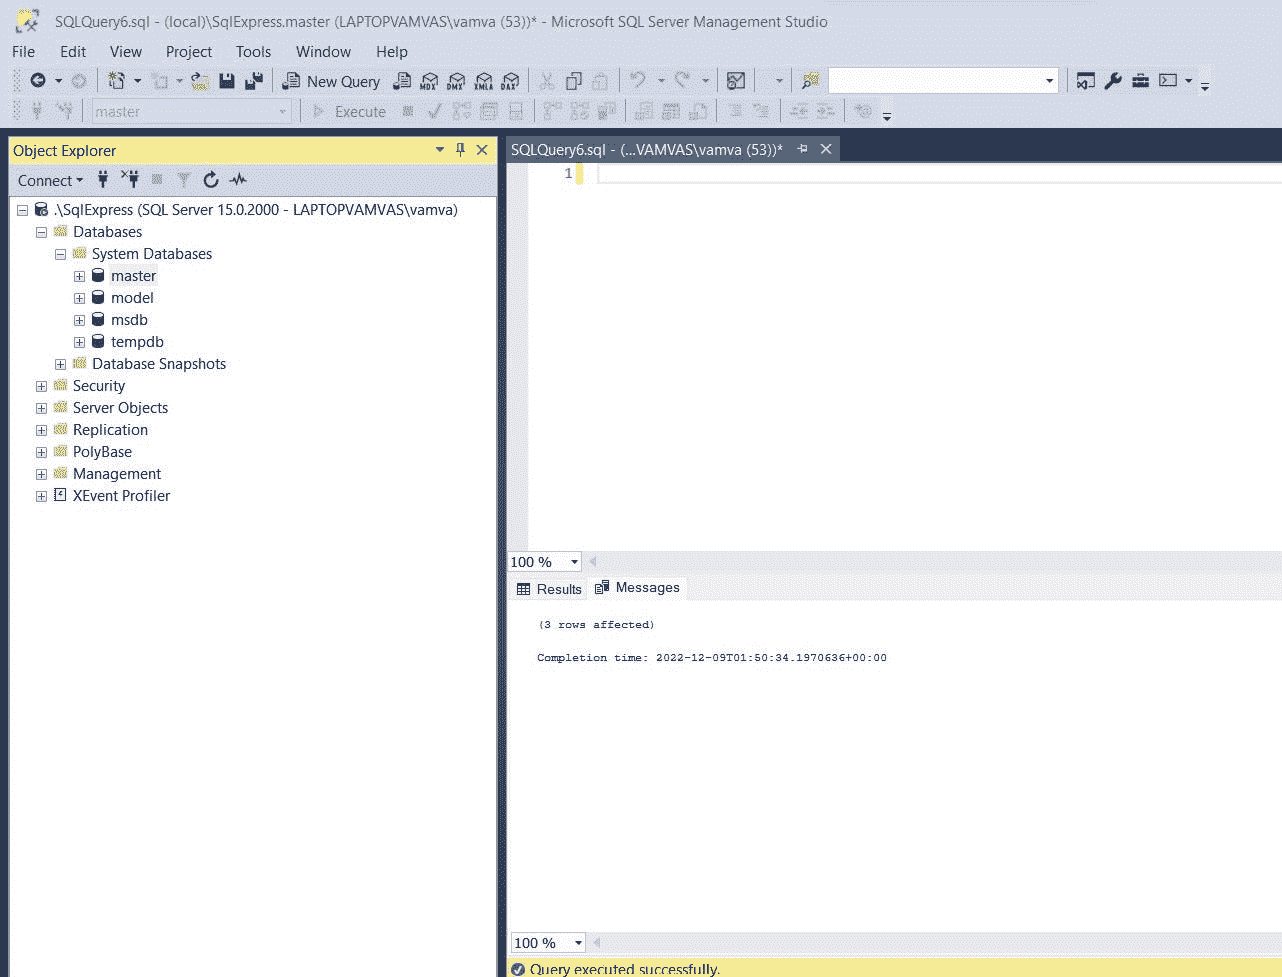 SQLQuery6.sql - (local)\SqlExpress.master (LAPTOPVAMVAS\vamva (53))* - Microsoft SQL Server Management Studio
File Edit View Project Tools Window Help
New Query MDX DMX XMLA DAX
master Execute
Object Explorer
Connect
.\SqlExpress (SQL Server 15.0.2000 - LAPTOPVAMVAS\vamva)
Databases
System Databases
master
model
msdb
tempdb
Database Snapshots
Security
Server Objects
Replication
PolyBase
Management
XEvent Profiler
SQLQuery6.sql - (...VAMVAS\vamva (53))*
1
100 %
Results Messages
(3 rows affected)
Completion time: 2022-12-09T01:50:34.1970636+00:00
100 %
Query executed successfully.